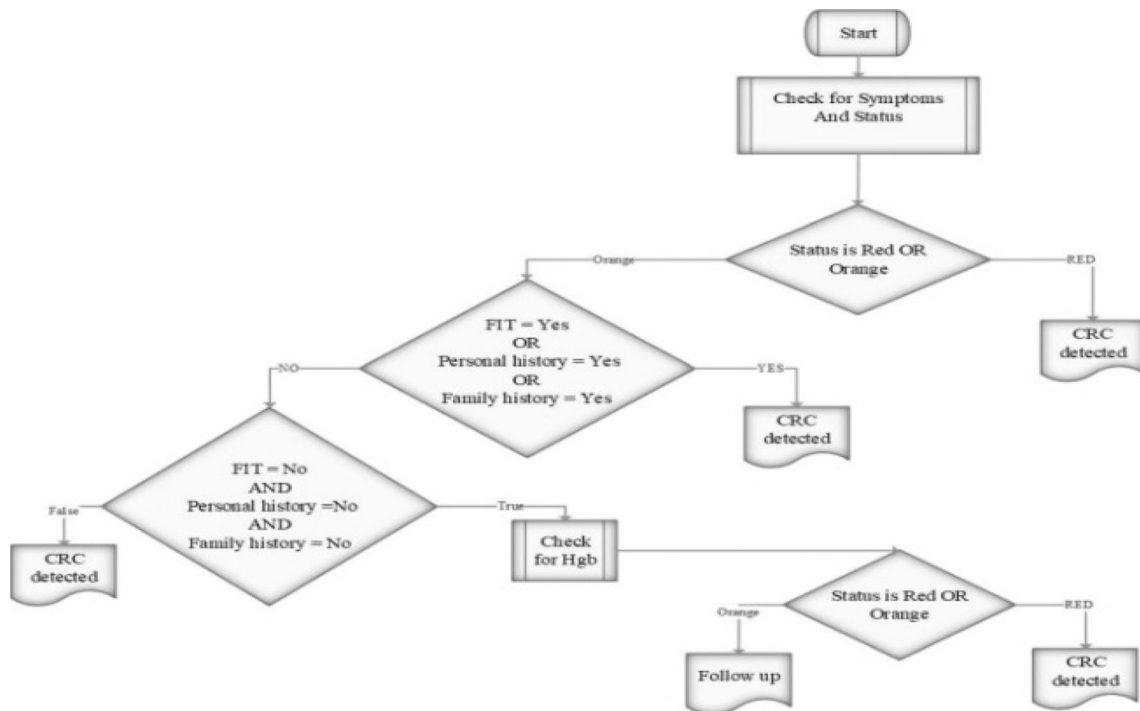 Start
Check for Symptoms
And Status
Status is Red OR
Orange
Orange
RED
CRC
detected
FIT = Yes
OR
Personal history = Yes
OR
Family history = Yes
NO
YES
CRC
detected
FIT = No
AND
Personal history =No
AND
Family history = No
False
True
CRC
detected
Check
for Hgb
Status is Red OR
Orange
Orange
RED
Follow up
CRC
detected